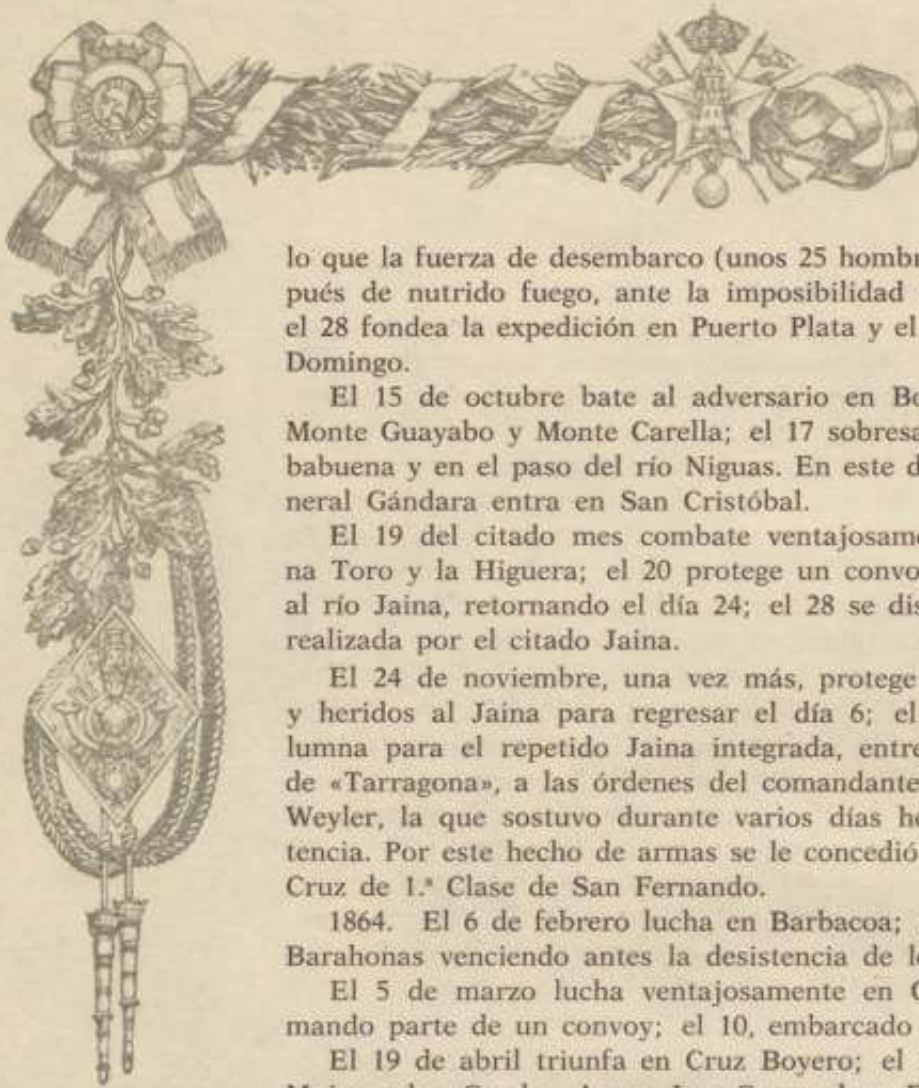 lo que la fuerza de desembarco (unos 25 hombr
pués de nutrido fuego, ante la imposibilidad
el 28 fondea la expedición en Puerto Plata y el
Domingo.
El 15 de octubre bate al adversario en Bo
Monte Guayabo y Monte Carella; el 17 sobresa
babuena y en el paso del río Niguas. En este d
neral Gándara entra en San Cristóbal.
El 19 del citado mes combate ventajosam
na Toro y la Higuera; el 20 protege un convo
al río Jaina, retornando el día 24; el 28 se dis
realizada por el citado Jaina.
El 24 de noviembre, una vez más, protege
y heridos al Jaina para regresar el día 6; el
lumna para el repetido Jaina integrada, entre
de «Tarragona», a las órdenes del comandante
Weyler, la que sostuvo durante varios días he
tencia. Por este hecho de armas se le concedió
Cruz de 1.ª Clase de San Fernando.
1864. El 6 de febrero lucha en Barbacoa;
Barahonas venciendo antes la desistencia de l
El 5 de marzo lucha ventajosamente en
mando parte de un convoy; el 10, embarcado
El 19 de abril triunfa en Cruz Boyero; el